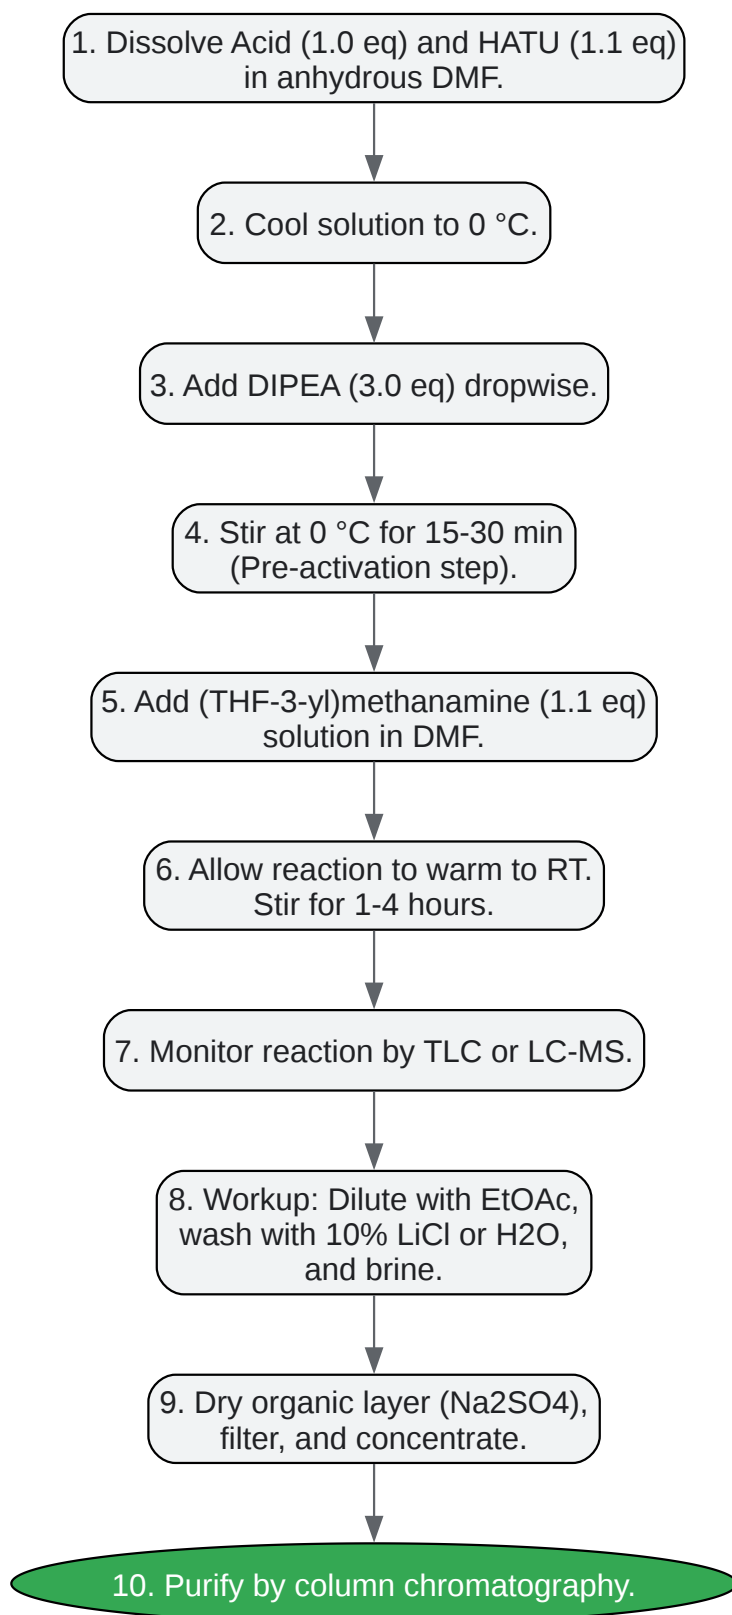 1. Dissolve Acid (1.0 eq) and HATU (1.1 eq)
in anhydrous DMF.
2. Cool solution to 0 °C.
3. Add DIPEA (3.0 eq) dropwise.
4. Stir at 0 °C for 15-30 min
(Pre-activation step).
5. Add (THF-3-yl)methanamine (1.1 eq)
solution in DMF.
6. Allow reaction to warm to RT.
Stir for 1-4 hours.
7. Monitor reaction by TLC or LC-MS.
8. Workup: Dilute with EtOAc,
wash with 10% LiCl or H2O,
and brine.
9. Dry organic layer (Na2SO4),
filter, and concentrate.
10. Purify by column chromatography.